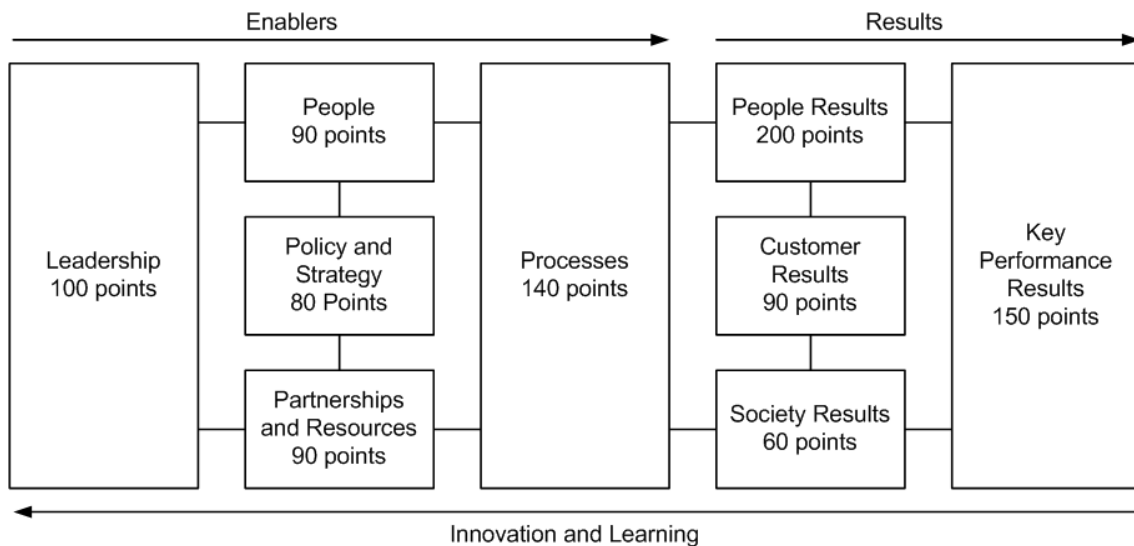 Enablers
Results
People
90 points
People Results
200 points
Leadership
100 points
Policy and
Strategy
80 Points
Processes
140 points
Customer
Results
90 points
Key
Performance
Results
150 points
Partnerships
and Resources
90 points
Society Results
60 points
Innovation and Learning